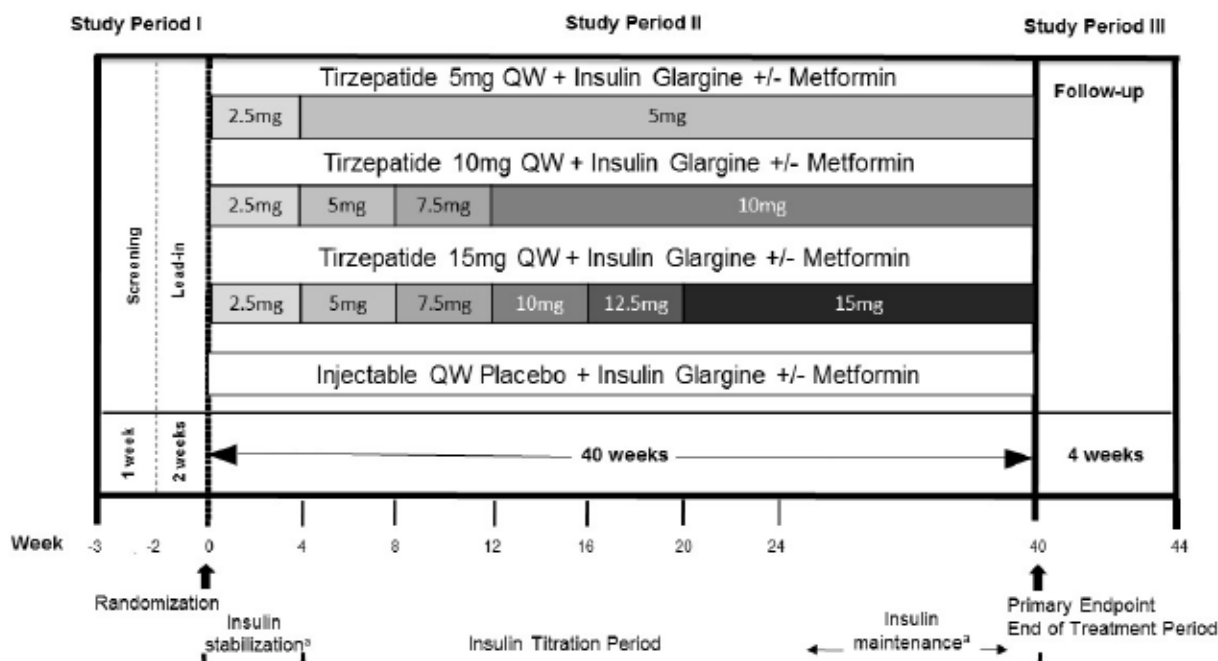 Study Period I
Study Period II
Study Period III
Tirzepatide 5mg QW + Insulin Glargine +/- Metformin
2.5mg
5mg
Tirzepatide 10mg QW + Insulin Glargine +/- Metformin
2.5mg
5mg
7.5mg
10mg
Tirzepatide 15mg QW + Insulin Glargine +/- Metformin
2.5mg
5mg
7.5mg
10mg
12.5mg
15mg
Injectable QW Placebo + Insulin Glargine +/- Metformin
Screening
Lead-in
Follow-up
1 week
2 weeks
40 weeks
4 weeks
Week
-3
-2
0
4
8
12
16
20
24
40
44
Randomization
Insulin
stabilizationᵃ
Insulin Titration Period
Insulin
maintenanceᵃ
Primary Endpoint
End of Treatment Period